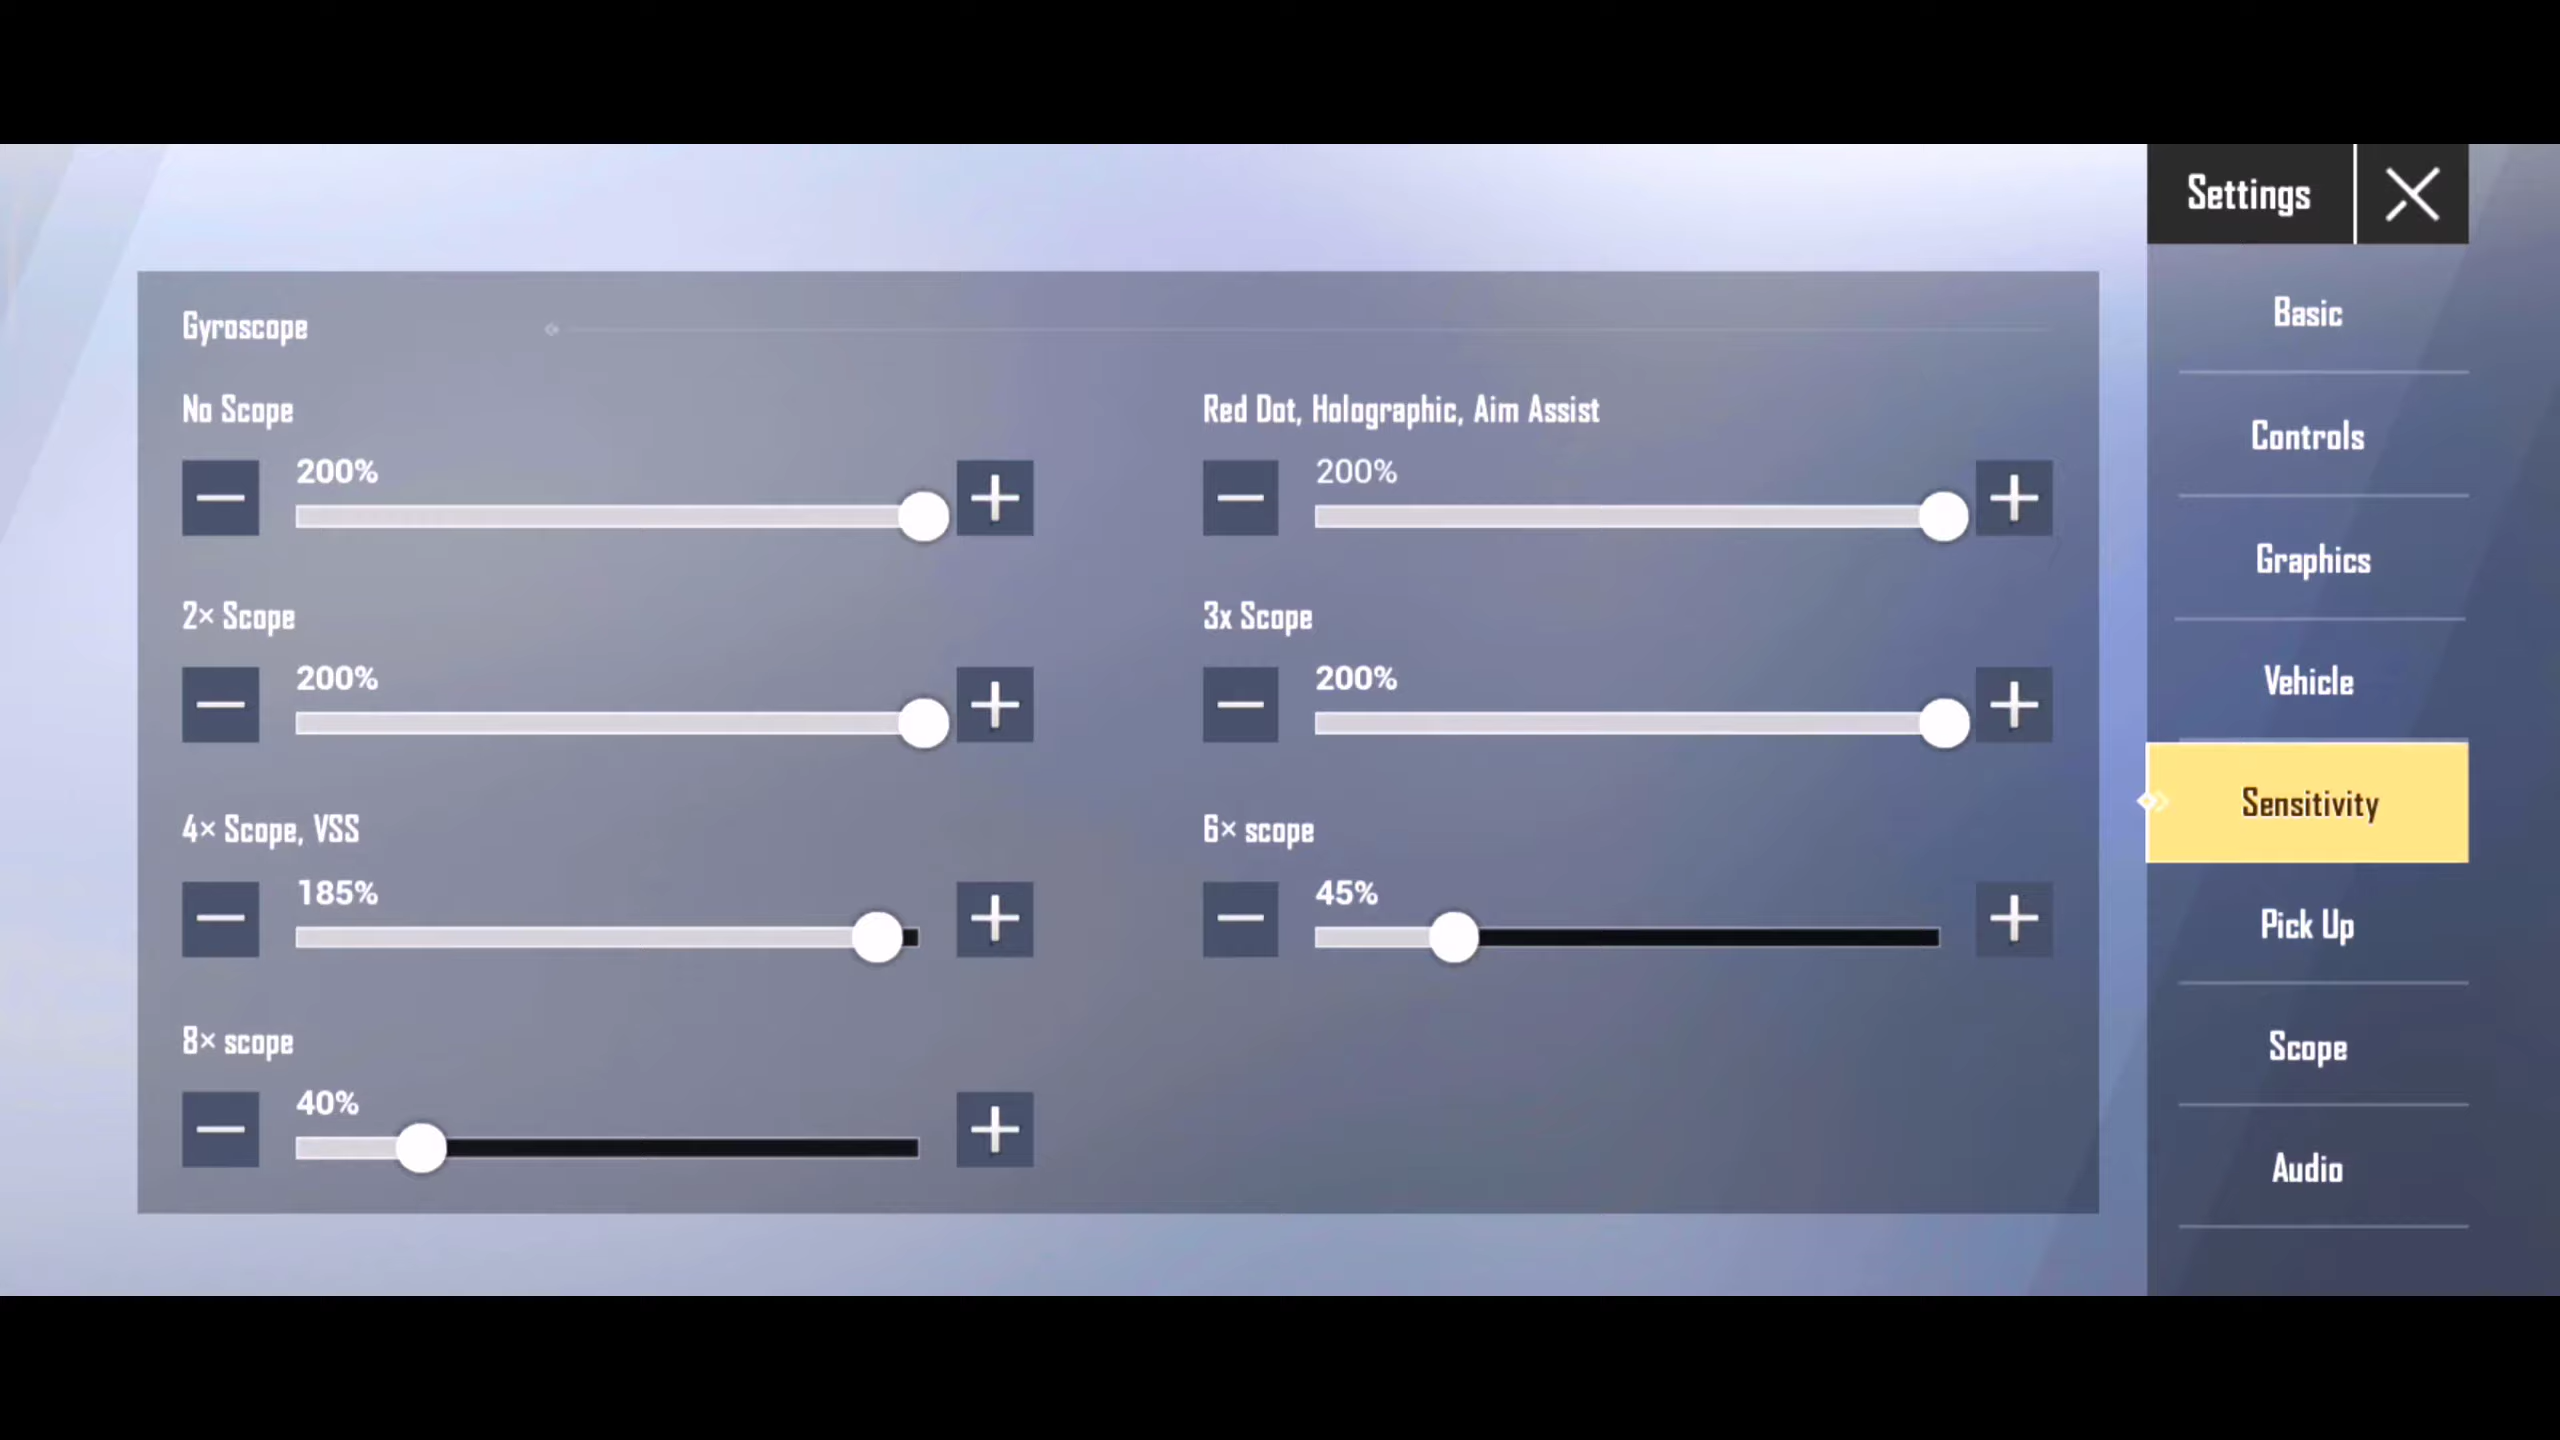 Settings
Gyroscope
No Scope
200%
Red Dot, Holographic, Aim Assist
200%
2× Scope
200%
3x Scope
200%
4× Scope, VSS
185%
6× scope
45%
8× scope
40%
Basic
Controls
Graphics
Vehicle
Sensitivity
Pick Up
Scope
Audio